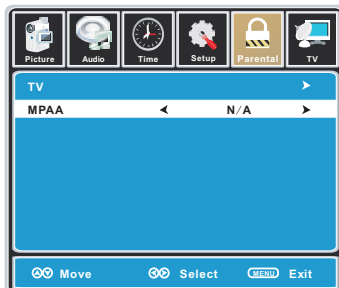 Picture Audio Time Setup Parental TV
TV
MPAA N/A
Move Select MENU Exit